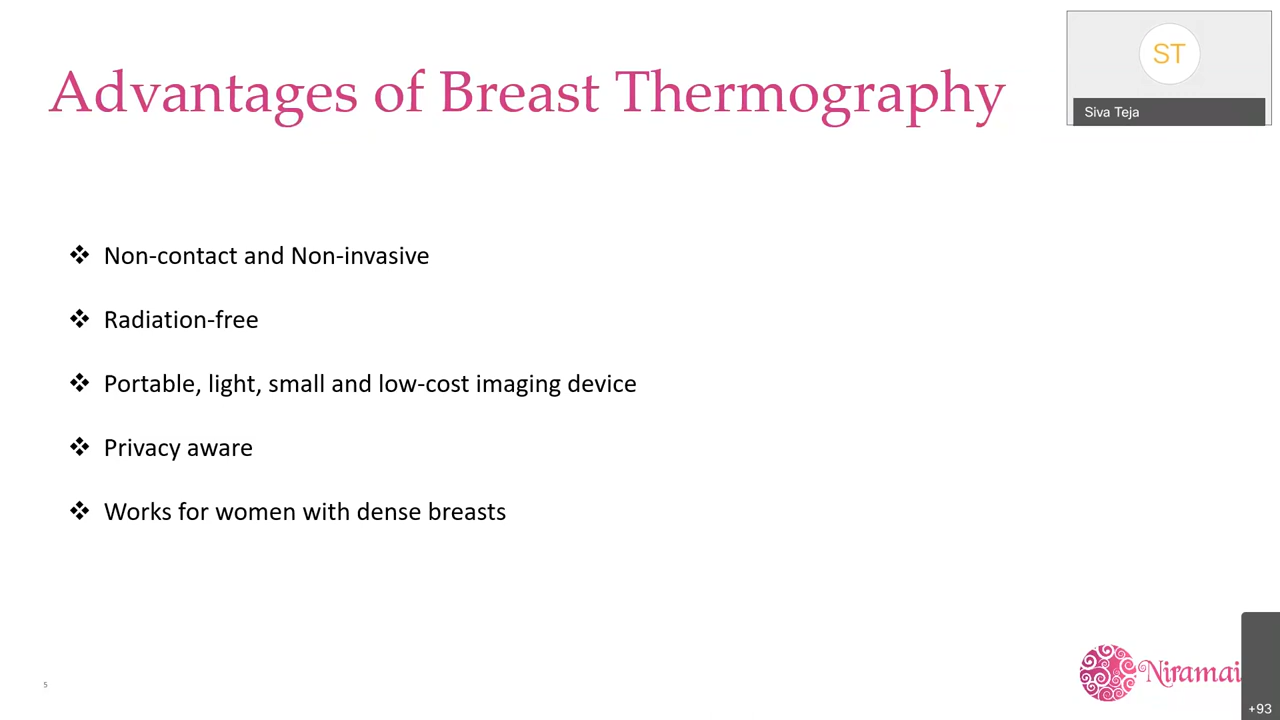 Advantages of Breast Thermography
ST
Siva Teja
❖ Non-contact and Non-invasive
❖ Radiation-free
❖ Portable, light, small and low-cost imaging device
❖ Privacy aware
❖ Works for women with dense breasts
5
Niramai
+93